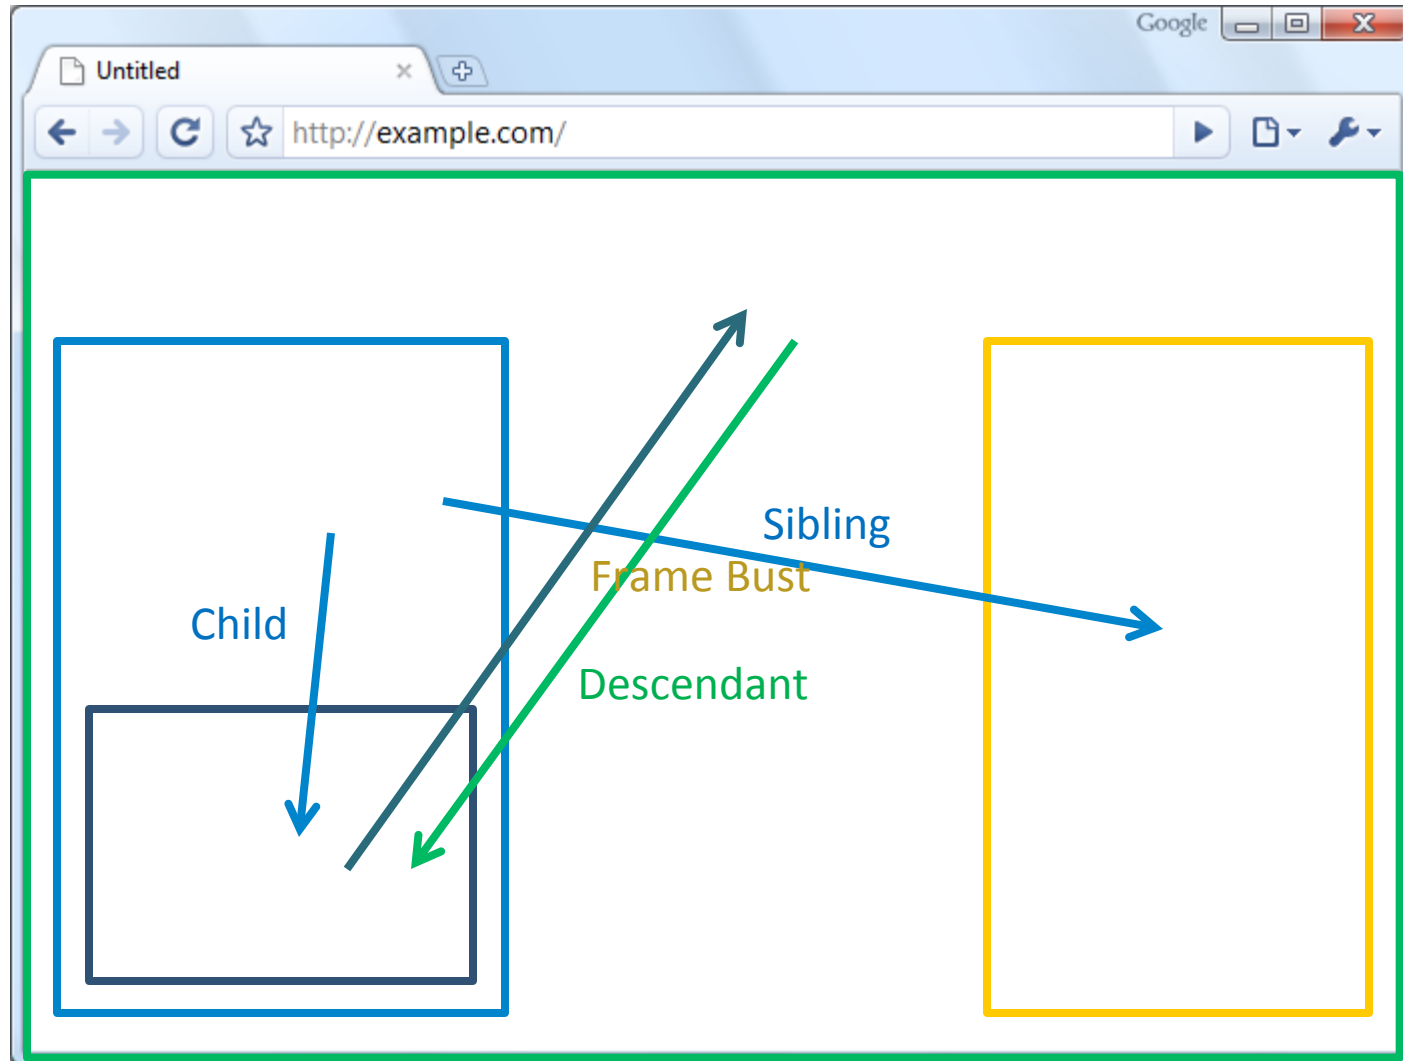 Google
Untitled
http://example.com/
Sibling
Frame Bust
Child
Descendant